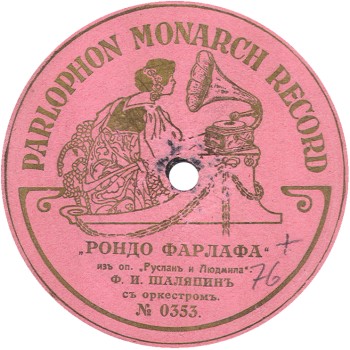 PARLOPHON MONARCH RECORD
„РОНДО ФАРЛАФА“
изъ оп. „Русланъ и Людмила“
Ф. И. ШАЛЯПИНЪ
съ оркестромъ.
№ 0353.
76 +